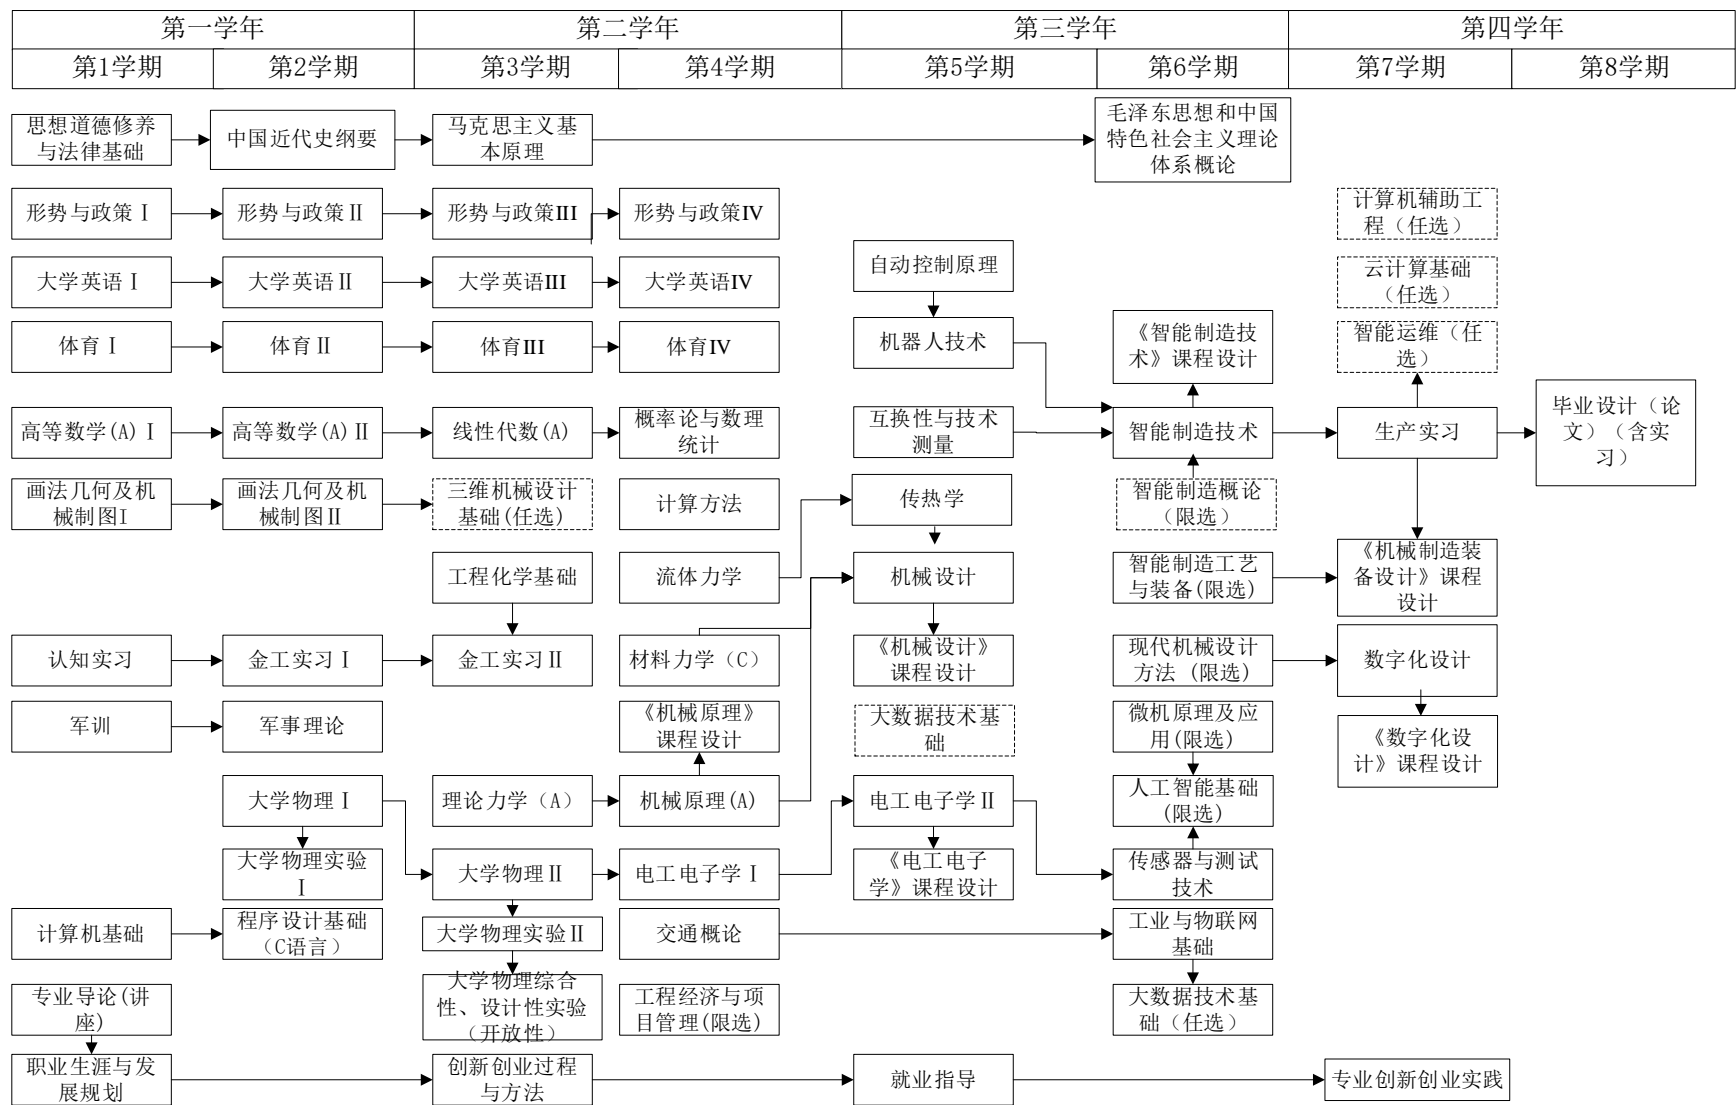 第一学年
第二学年
第三学年
第四学年
第1学期
第2学期
第3学期
第4学期
第5学期
第6学期
第7学期
第8学期
思想道德修养
与法律基础
中国近代史纲要
马克思主义基
本原理
毛泽东思想和中国
特色社会主义理论
体系概论
形势与政策Ⅰ
形势与政策Ⅱ
形势与政策III
形势与政策IV
计算机辅助工
程（任选）
大学英语Ⅰ
大学英语Ⅱ
大学英语III
大学英语IV
自动控制原理
云计算基础
（任选）
体育Ⅰ
体育Ⅱ
体育III
体育IV
机器人技术
《智能制造技
术》课程设计
智能运维（任
选）
高等数学(A)Ⅰ
高等数学(A)Ⅱ
线性代数(A)
概率论与数理
统计
互换性与技术
测量
智能制造技术
生产实习
毕业设计（论
文）（含实
习）
画法几何及机
械制图I
画法几何及机
械制图Ⅱ
三维机械设计
基础(任选)
计算方法
传热学
智能制造概论
（限选）
工程化学基础
流体力学
机械设计
智能制造工艺
与装备(限选)
《机械制造装
备设计》课程
设计
认知实习
金工实习Ⅰ
金工实习Ⅱ
材料力学（C）
《机械设计》
课程设计
现代机械设计
方法 (限选)
数字化设计
军训
军事理论
《机械原理》
课程设计
大数据技术基
础
微机原理及应
用(限选)
《数字化设
计》课程设计
大学物理Ⅰ
理论力学（A）
机械原理(A)
电工电子学Ⅱ
人工智能基础
(限选)
大学物理实验
Ⅰ
大学物理Ⅱ
电工电子学Ⅰ
《电工电子
学》课程设计
传感器与测试
技术
计算机基础
程序设计基础
（C语言）
大学物理实验Ⅱ
交通概论
工业与物联网
基础
专业导论(讲
座)
大学物理综合
性、设计性实验
（开放性）
工程经济与项
目管理(限选)
大数据技术基
础（任选）
职业生涯与发
展规划
创新创业过程
与方法
就业指导
专业创新创业实践